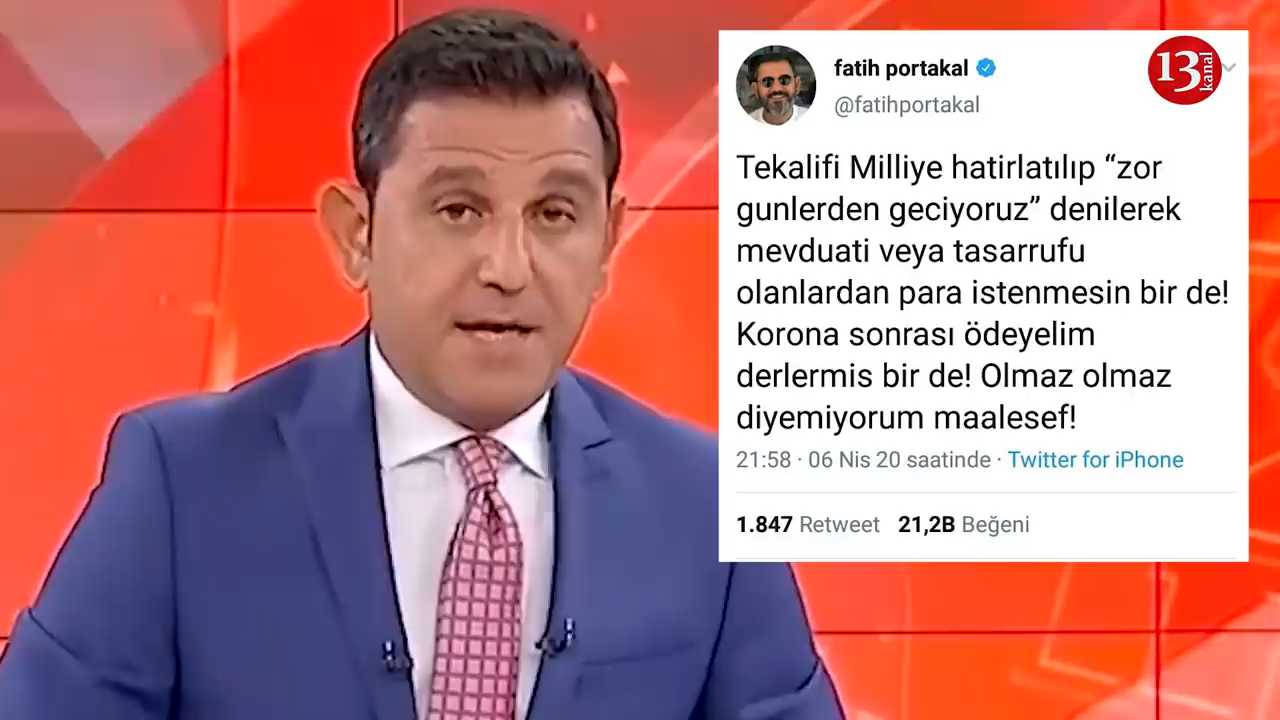 fatih portakal
@fatihportakal
13 kanal
Tekalifi Milliye hatirlatılıp “zor
gunlerden geciyoruz” denilerek
mevduati veya tasarrufu
olanlardan para istenmesin bir de!
Korona sonrası ödeyelim
derlermis bir de! Olmaz olmaz
diyemiyorum maalesef!
21:58 · 06 Nis 20 saatinde · Twitter for iPhone
1.847 Retweet 21,2B Beğeni